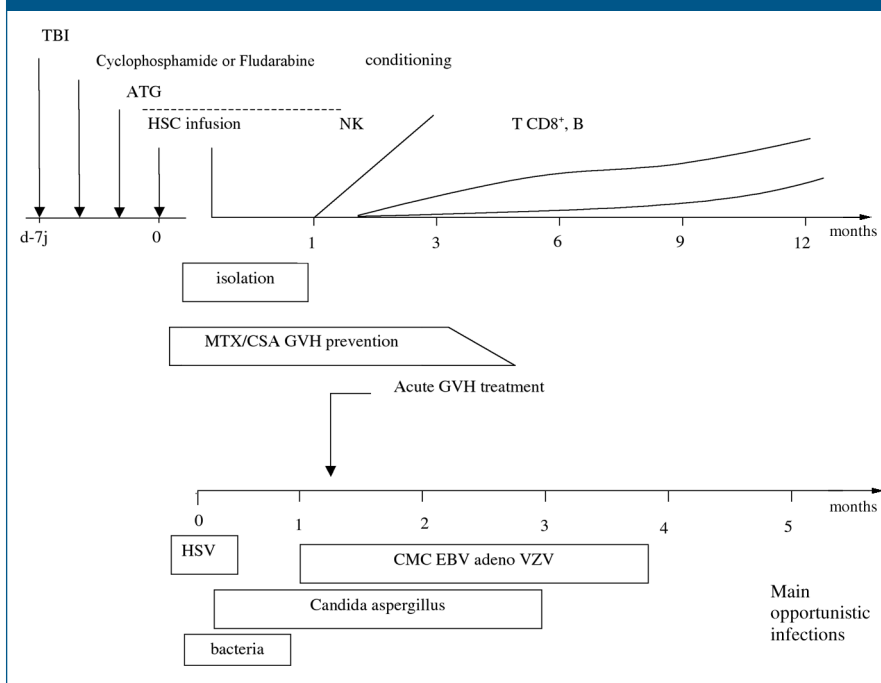 TBI
Cyclophosphamide or Fludarabine conditioning
ATG
HSC infusion NK T CD8⁺, B
d-7j 0 1 3 6 9 12 months
isolation
MTX/CSA GVH prevention
Acute GVH treatment
0 1 2 3 4 5 months
HSV
CMC EBV adeno VZV
Candida aspergillus
Main
opportunistic
infections
bacteria